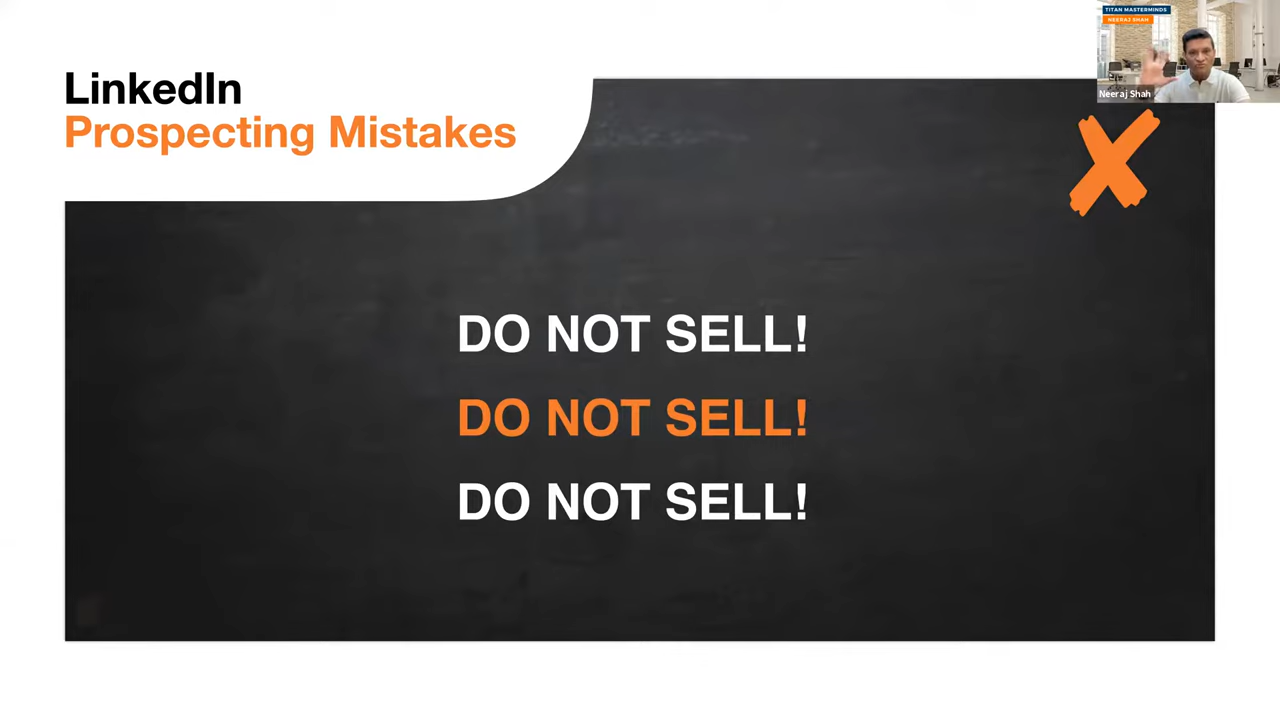 LinkedIn
Prospecting Mistakes
TITAN MASTERMINDS
NEERAJ SHAH
Neeraj Shah
DO NOT SELL!
DO NOT SELL!
DO NOT SELL!